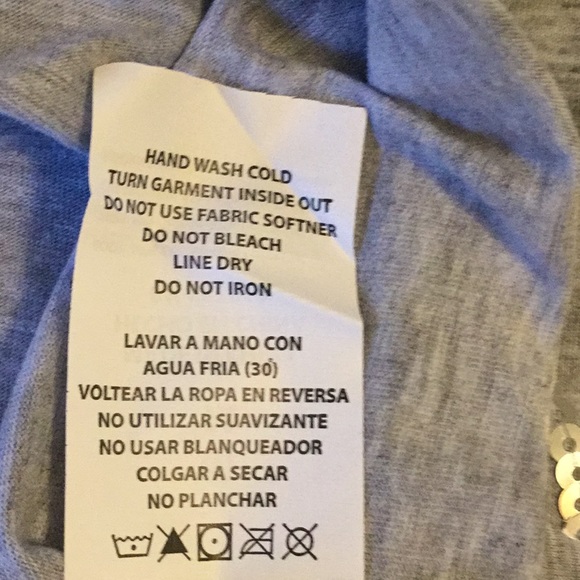 HAND WASH COLD
TURN GARMENT INSIDE OUT
DO NOT USE FABRIC SOFTNER
DO NOT BLEACH
LINE DRY
DO NOT IRON
LAVAR A MANO CON
AGUA FRIA (30°)
VOLTEAR LA ROPA EN REVERSA
NO UTILIZAR SUAVIZANTE
NO USAR BLANQUEADOR
COLGAR A SECAR
NO PLANCHAR